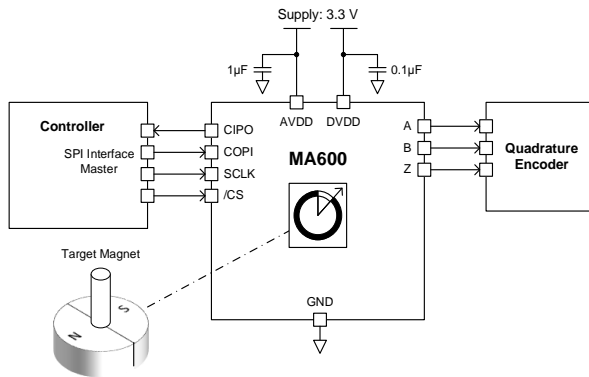 Supply: 3.3 V
1µF
0.1µF
Controller
SPI Interface
Master
CIPO
COPI
SCLK
/CS
AVDD
DVDD
MA600
A
B
Z
Quadrature
Encoder
Target Magnet
S
N
GND